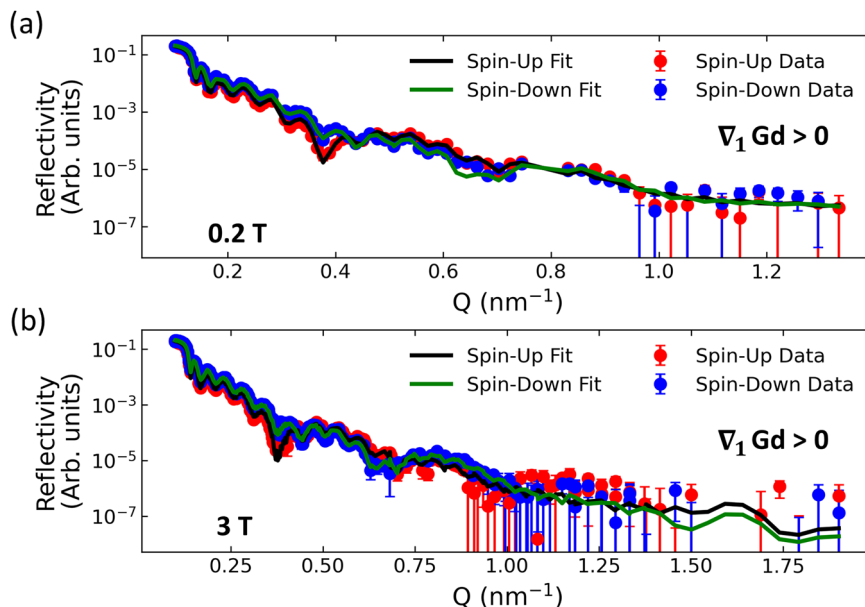 (a)
Reflectivity
(Arb. units)
10⁻¹
10⁻³
10⁻⁵
10⁻⁷
Spin-Up Fit
Spin-Down Fit
Spin-Up Data
Spin-Down Data
∇₁ Gd > 0
0.2 T
0.2 0.4 0.6 0.8 1.0 1.2
Q (nm⁻¹)
(b)
Reflectivity
(Arb. units)
10⁻¹
10⁻³
10⁻⁵
10⁻⁷
Spin-Up Fit
Spin-Down Fit
Spin-Up Data
Spin-Down Data
∇₁ Gd > 0
3 T
0.25 0.50 0.75 1.00 1.25 1.50 1.75
Q (nm⁻¹)